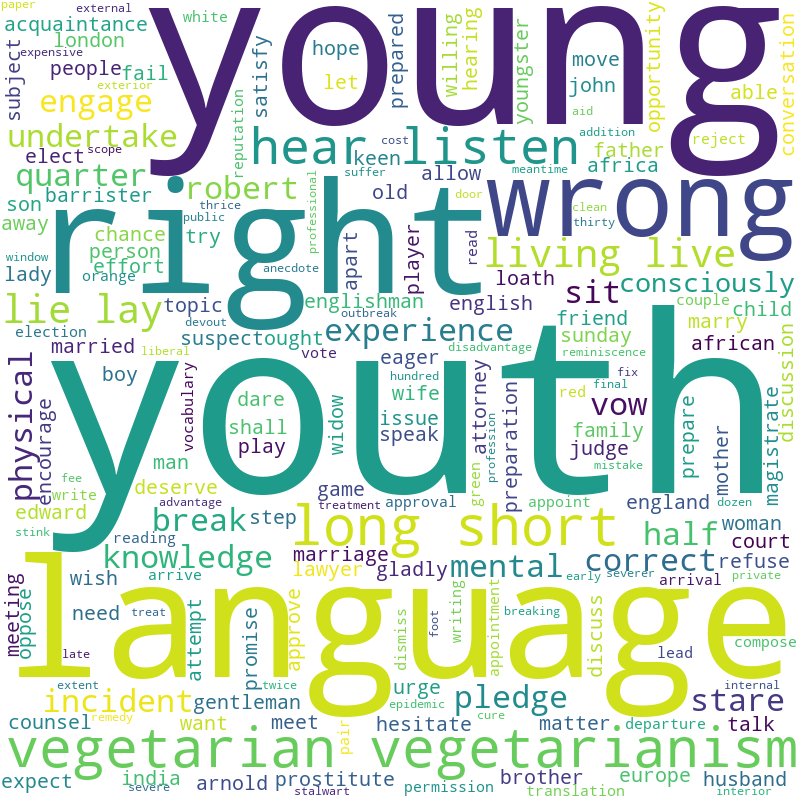 paper external white
acquaintance young
london hope prepared willing hearing youngster move opportunity conversation
expensive people fail satisfy let john able
subject exterior aid
engage reputation cost addition reject
undertake hear listen father
elect scope keen meantime africa
quarter robert suffer allow door wrong
son barrister thrice professional old clean
away chance public try right apart player read thirty living live
window person effort anecdote
lady orange loath consciously
lie lay topic englishman english sit couple child
election devout suspectought outbreak experience friend marry
married liberal vote eager disadvantage sunday african
physical boy hundred reminiscence fix
encourage vocabulary dare youth wife red final vow discussion
shall widow issue attorney family
play speak preparation profession judge prepare mother magistrate
man mistake
fee deserve game green
write advantage treatment approval appoint england dozen
edward break step long short half woman
stink reading court
knowledge marriage lawyer gladly mental correct refuse
meeting oppose wish arrive early severer arrival private
need attempt treat promise approve language dismiss foot writing appointment breaking discuss compose
late lead
extent twice urge internal
incident gentleman epidemic pledge stare
counsel remedy want meet pair hesitate cure matter departure talk
vegetarian vegetarianism
expect india arnold prostitute brother europe husband
severe stalwart permission translation interior